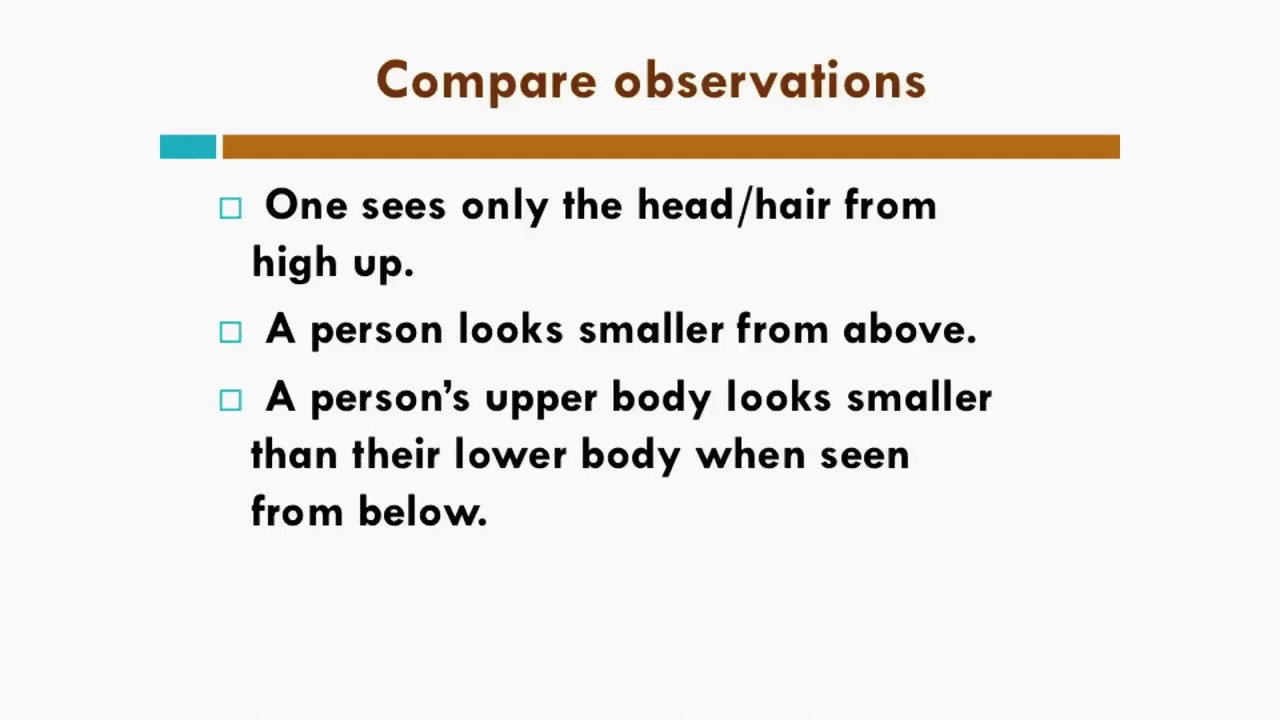 Compare observations
One sees only the head/hair from
high up.
A person looks smaller from above.
A person’s upper body looks smaller
than their lower body when seen
from below.